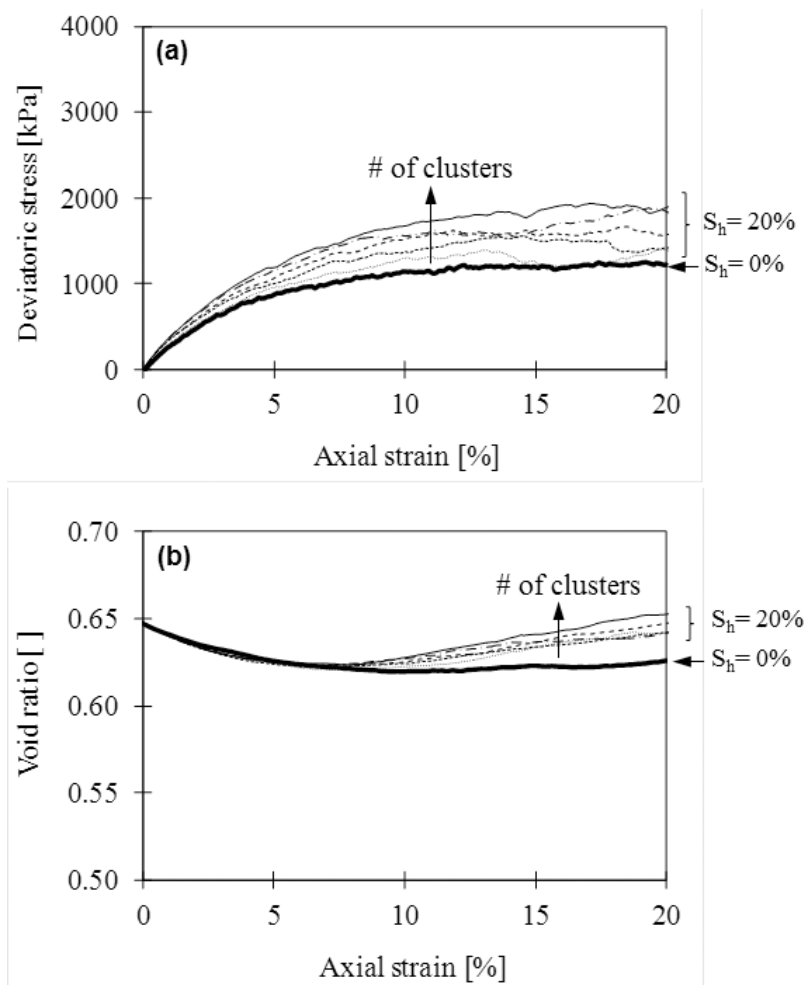 (a)
4000
3000
2000
1000
0
Deviatoric stress [kPa]
# of clusters
Sh= 20%
Sh= 0%
0 5 10 15 20
Axial strain [%]
(b)
0.70
0.65
0.60
0.55
0.50
Void ratio [ ]
# of clusters
Sh= 20%
Sh= 0%
0 5 10 15 20
Axial strain [%]